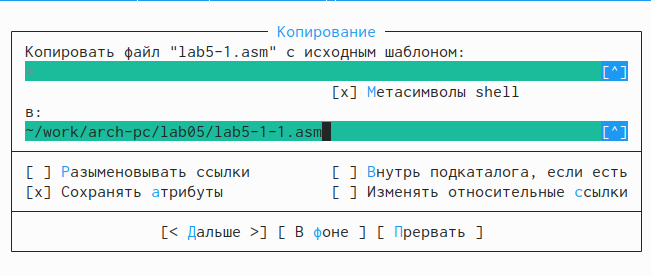 Копирование
Копировать файл "lab5-1.asm" с исходным шаблоном:
[^]
[x] Метасимволы shell
в:
~/work/arch-pc/lab05/lab5-1-1.asm [^]
[ ] Разыменовывать ссылки [ ] Внутрь подкаталога, если есть
[x] Сохранять атрибуты [ ] Изменять относительные ссылки
[< Дальше >] [ В фоне ] [ Прервать ]